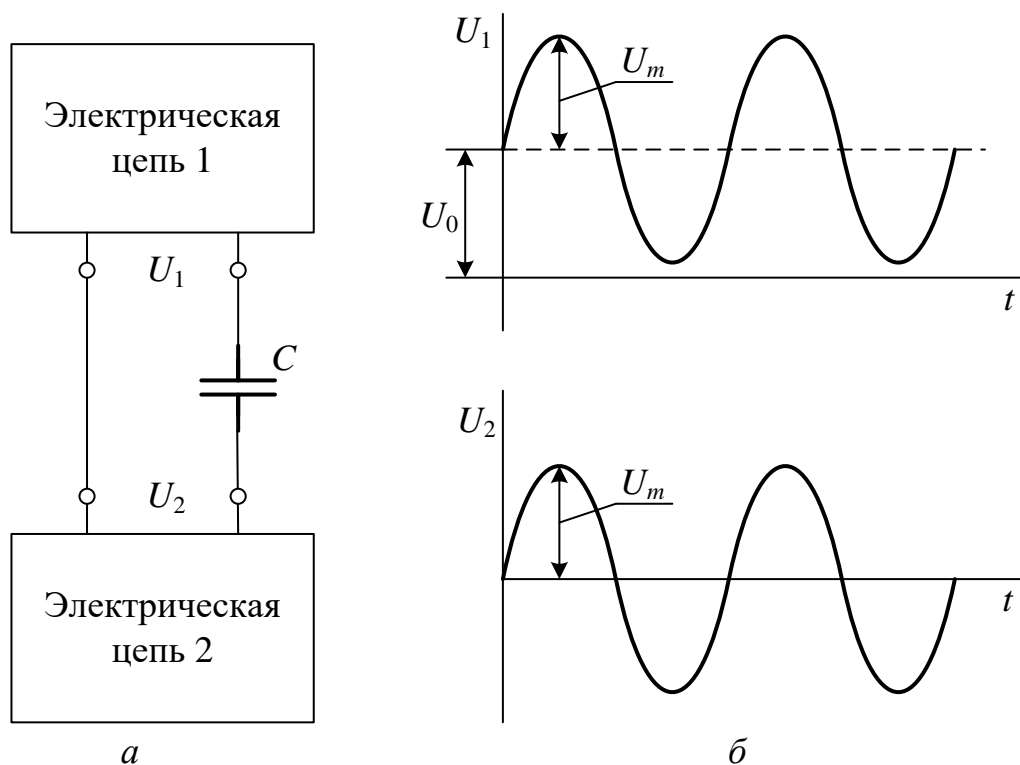 Электрическая
цепь 1
U₁
C
U₂
Электрическая
цепь 2
а
U₁
Uₘ
U₀
t
U₂
Uₘ
t
б